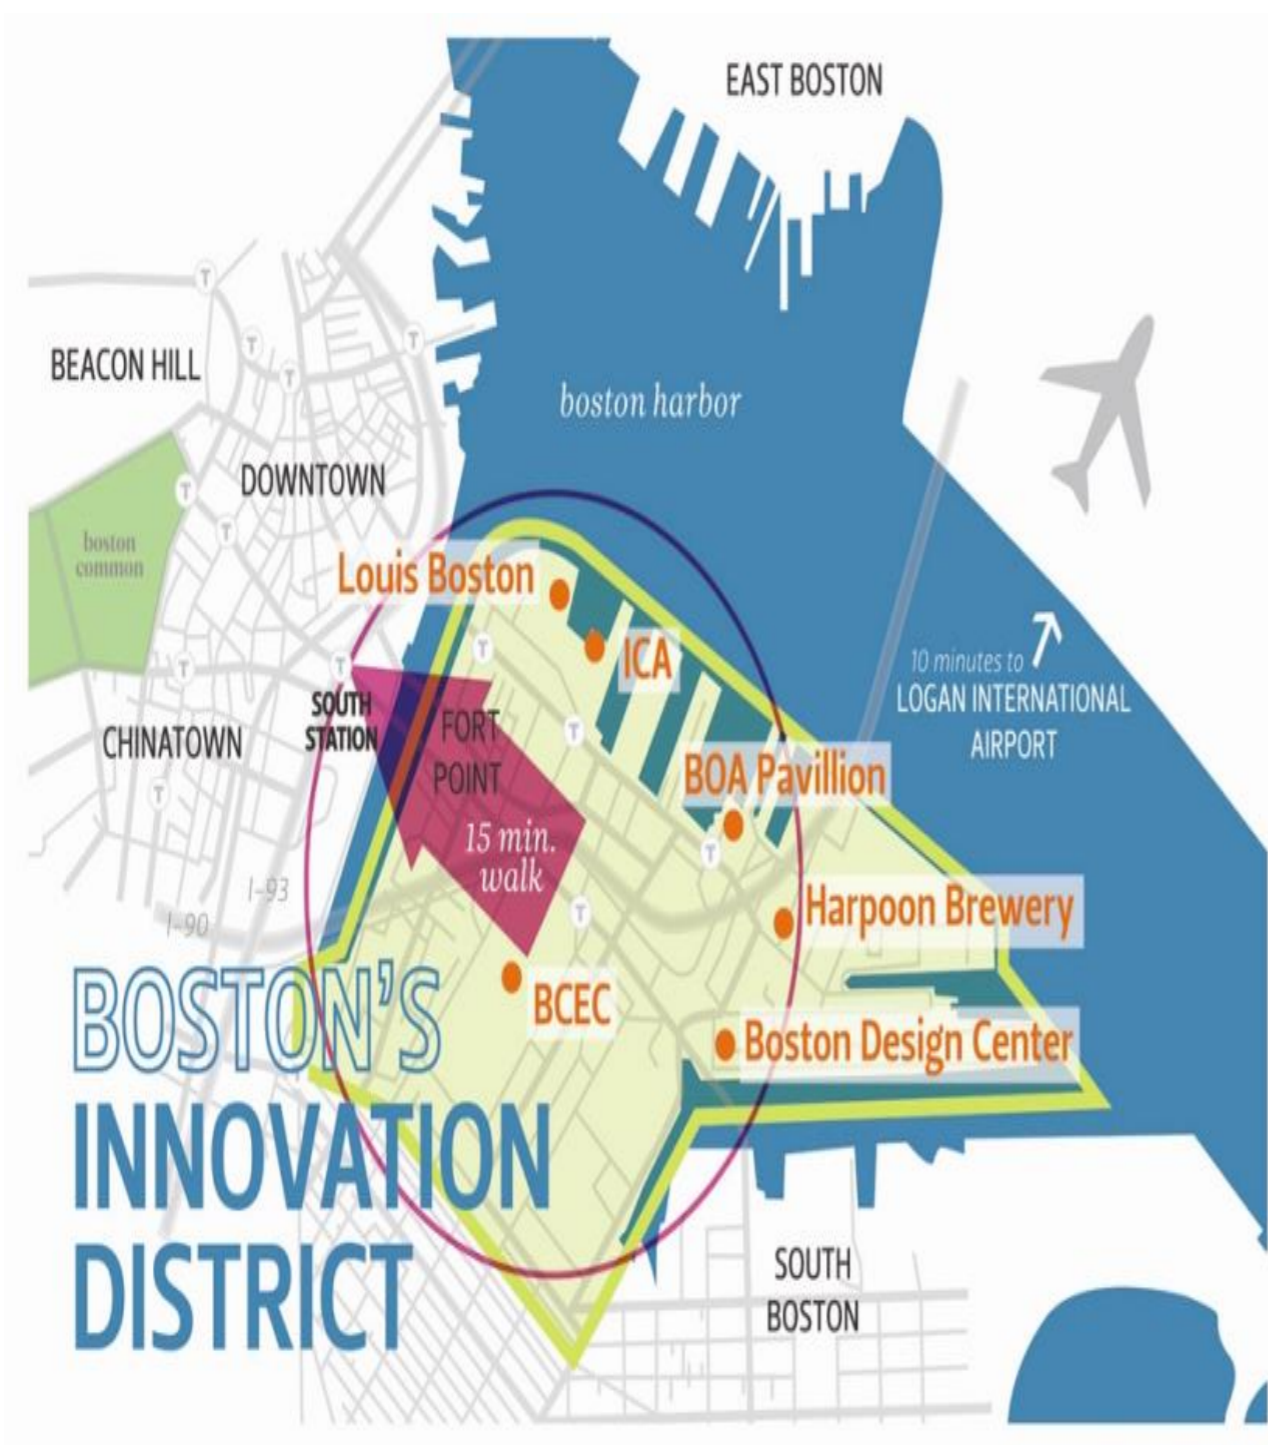 EAST BOSTON
T
T
T
BEACON HILL
T
boston harbor
DOWNTOWN
T
T
boston
common
Louis Boston
T
ICA
T
T
10 minutes to
LOGAN INTERNATIONAL
AIRPORT
SOUTH
STATION
FORT
POINT
CHINATOWN
T
BOA Pavillion
T
15 min.
walk
T
I-93
I-90
T
Harpoon Brewery
BCEC
Boston Design Center
BOSTON'S
INNOVATION
DISTRICT
SOUTH
BOSTON